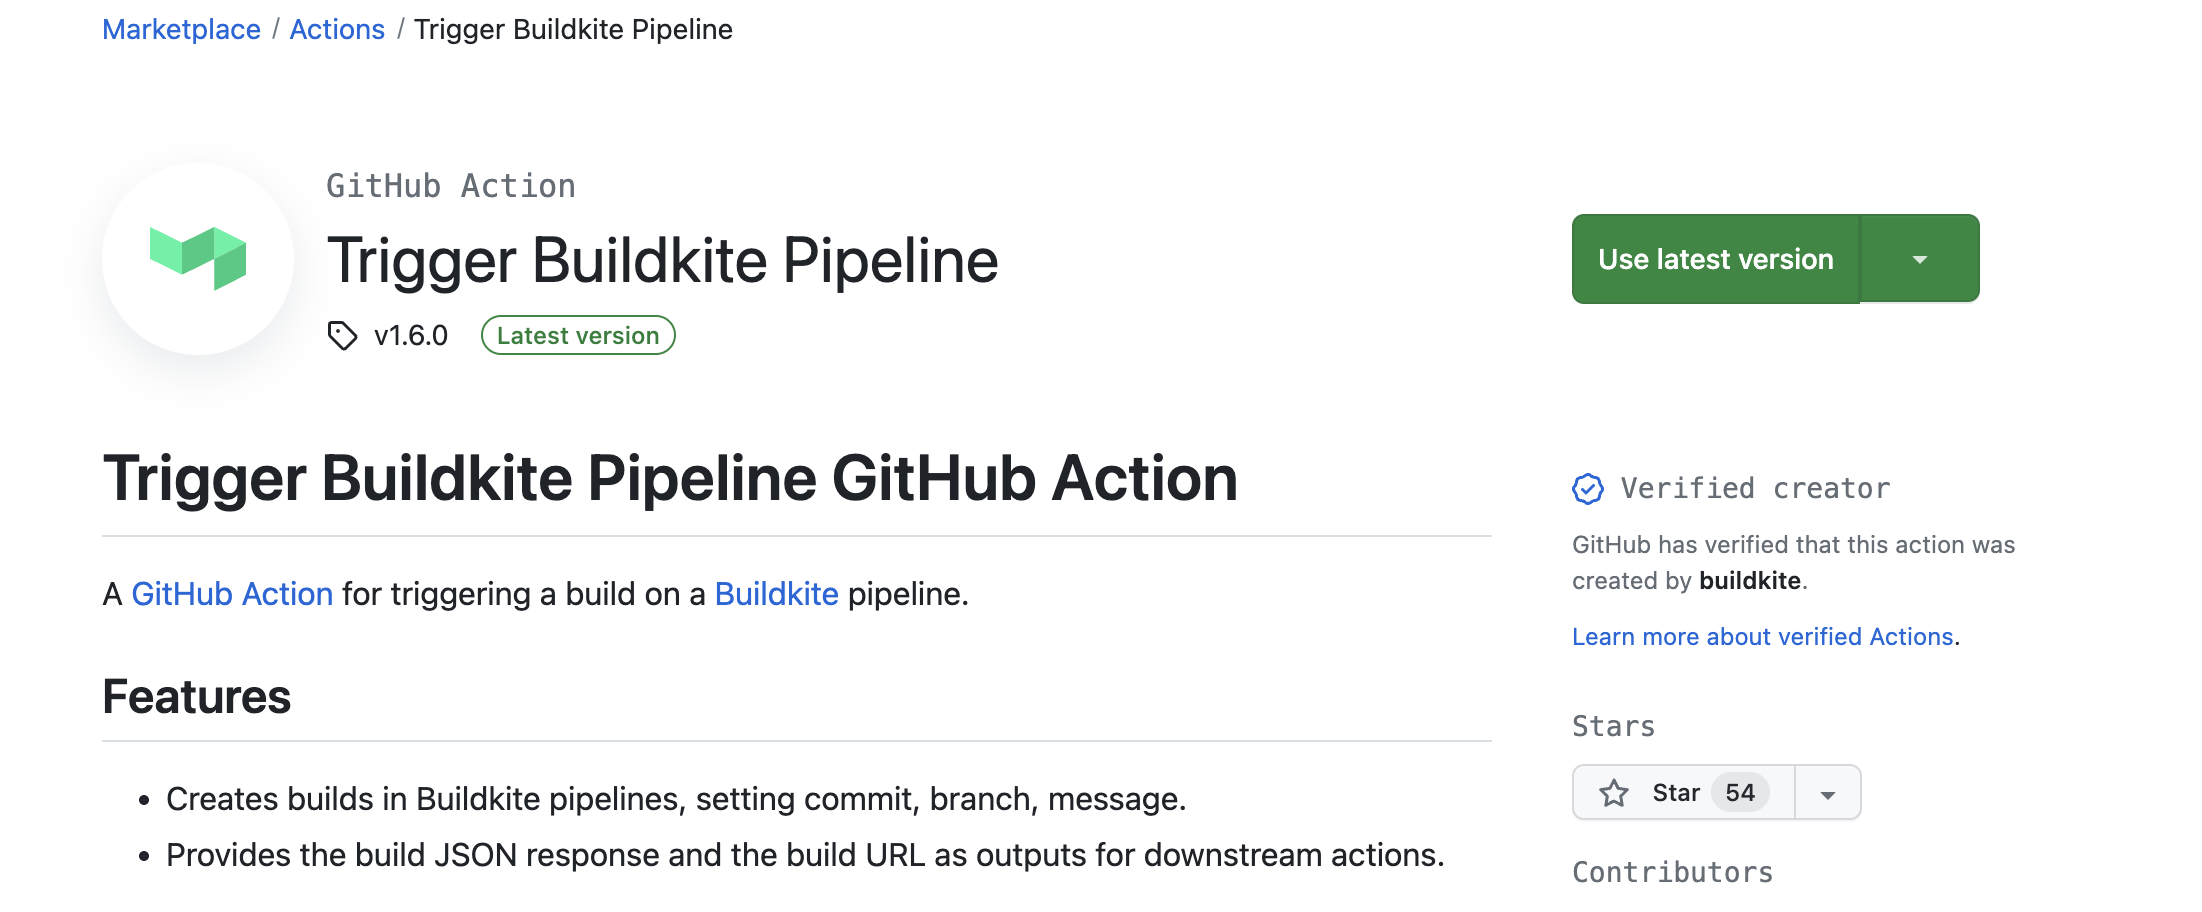 Marketplace / Actions / Trigger Buildkite Pipeline
GitHub Action
Trigger Buildkite Pipeline
v1.6.0 Latest version
Use latest version
Trigger Buildkite Pipeline GitHub Action
A GitHub Action for triggering a build on a Buildkite pipeline.
Features
• Creates builds in Buildkite pipelines, setting commit, branch, message.
• Provides the build JSON response and the build URL as outputs for downstream actions.
Verified creator
GitHub has verified that this action was
created by buildkite.
Learn more about verified Actions.
Stars
Star 54
Contributors